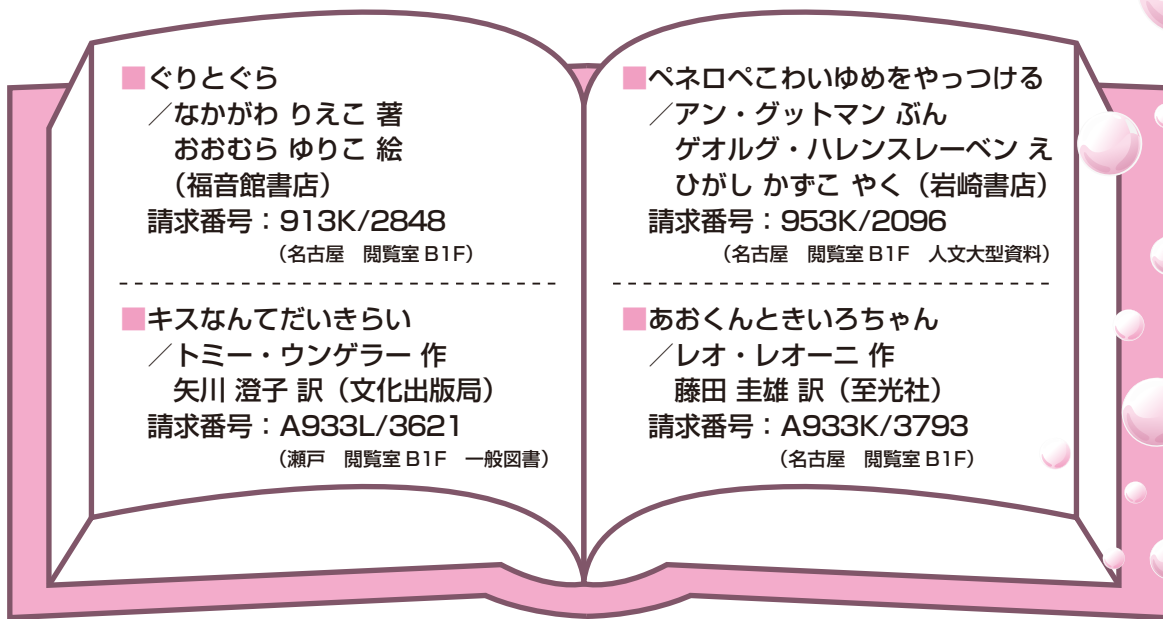 ■ぐりとぐら
／なかがわ りえこ 著
おおむら ゆりこ 絵
（福音館書店）
請求番号：913K/2848
（名古屋　閲覧室 B1F）
■キスなんてだいきらい
／トミー・ウンゲラー 作
矢川 澄子 訳（文化出版局）
請求番号：A933L/3621
（瀬戸　閲覧室 B1F　一般図書）
■ペネロペこわいゆめをやっつける
／アン・グットマン ぶん
ゲオルグ・ハレンスレーベン え
ひがし かずこ やく（岩崎書店）
請求番号：953K/2096
（名古屋　閲覧室 B1F　人文大型資料）
■あおくんときいろちゃん
／レオ・レオーニ 作
藤田 圭雄 訳（至光社）
請求番号：A933K/3793
（名古屋　閲覧室 B1F）